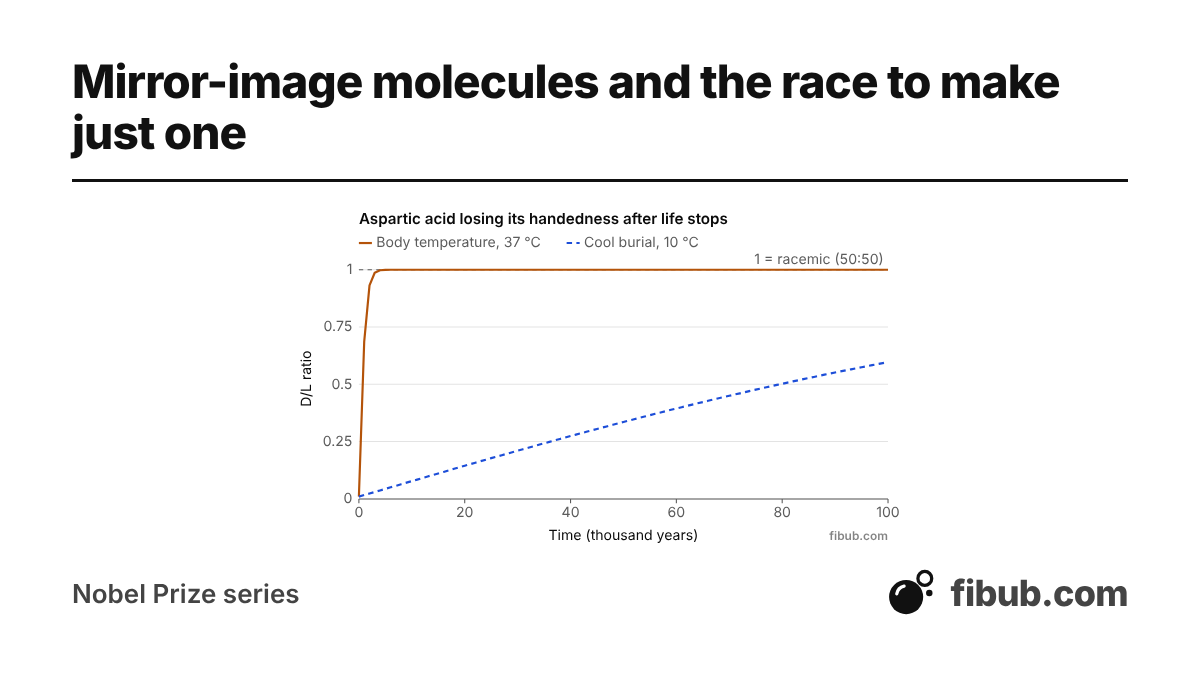 Mirror-image molecules and the race to make
just one
Aspartic acid losing its handedness after life stops
Body temperature, 37 °C
Cool burial, 10 °C
1 = racemic (50:50)
1
0.75
0.5
0.25
0
D/L ratio
0 20 40 60 80 100
Time (thousand years)
fibub.com
Nobel Prize series
fibub.com